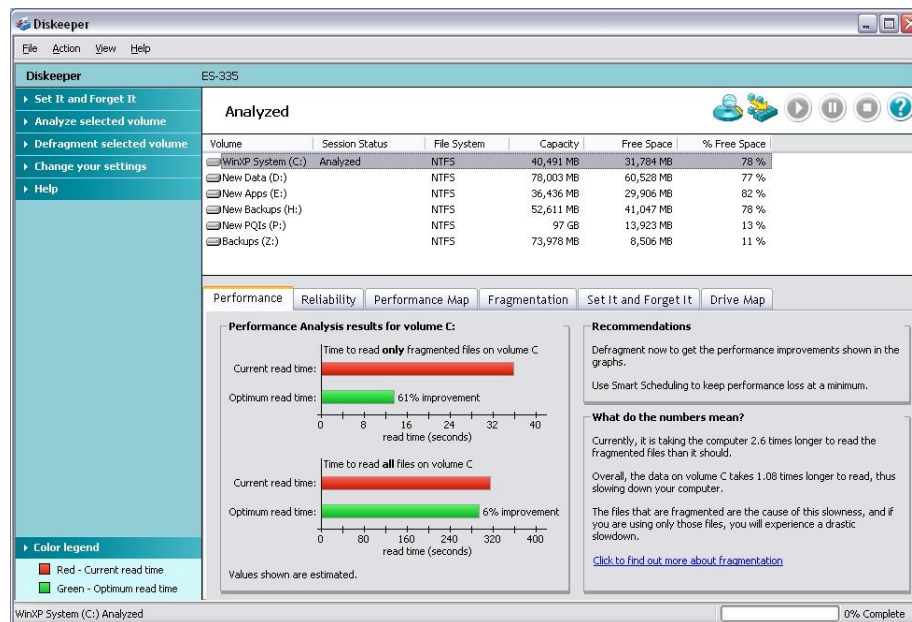 Diskeeper
File Action View Help
Diskeeper
ES-335
Set It and Forget It
Analyze selected volume
Defragment selected volume
Change your settings
Help
Analyzed
Volume Session Status File System Capacity Free Space % Free Space
WinXP System (C:) Analyzed NTFS 40,491 MB 31,784 MB 78 %
New Data (D:) NTFS 78,003 MB 60,528 MB 77 %
New Apps (E:) NTFS 36,436 MB 29,906 MB 82 %
New Backups (H:) NTFS 52,611 MB 41,047 MB 78 %
New PQIs (P:) NTFS 97 GB 13,923 MB 13 %
Backups (Z:) NTFS 73,978 MB 8,506 MB 11 %
Performance Reliability Performance Map Fragmentation Set It and Forget It Drive Map
Performance Analysis results for volume C:
Time to read only fragmented files on volume C
Current read time:
Optimum read time: 61% improvement
0 8 16 24 32 40
read time (seconds)
Time to read all files on volume C
Current read time:
Optimum read time: 6% improvement
0 80 160 240 320 400
read time (seconds)
Values shown are estimated.
Recommendations
Defragment now to get the performance improvements shown in the
graphs.
Use Smart Scheduling to keep performance loss at a minimum.
What do the numbers mean?
Currently, it is taking the computer 2.6 times longer to read the
fragmented files than it should.
Overall, the data on volume C takes 1.08 times longer to read, thus
slowing down your computer.
The files that are fragmented are the cause of this slowness, and if
you are using only those files, you will experience a drastic
slowdown.
Click to find out more about fragmentation
Color legend
Red - Current read time
Green - Optimum read time
WinXP System (C:) Analyzed
0% Complete